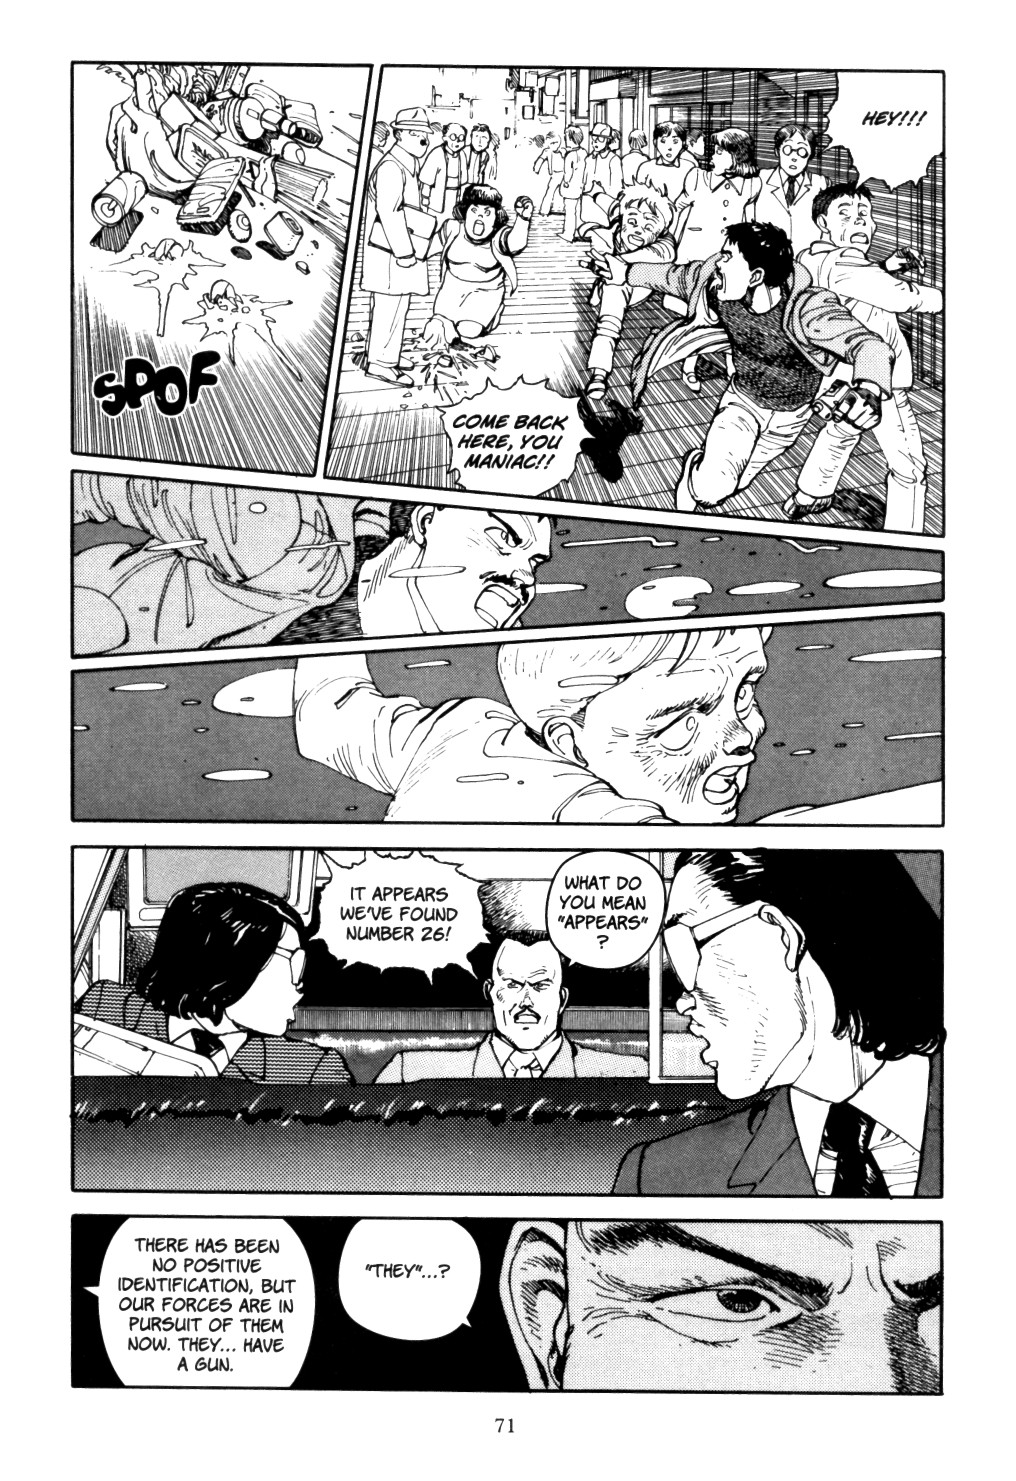 SPOF
HEY!!!
COME BACK
HERE, YOU
MANIAC!!
IT APPEARS
WE'VE FOUND
NUMBER 26!
WHAT DO
YOU MEAN
"APPEARS"
?
THERE HAS BEEN
NO POSITIVE
IDENTIFICATION, BUT
OUR FORCES ARE IN
PURSUIT OF THEM
NOW. THEY... HAVE
A GUN.
"THEY"...?
71